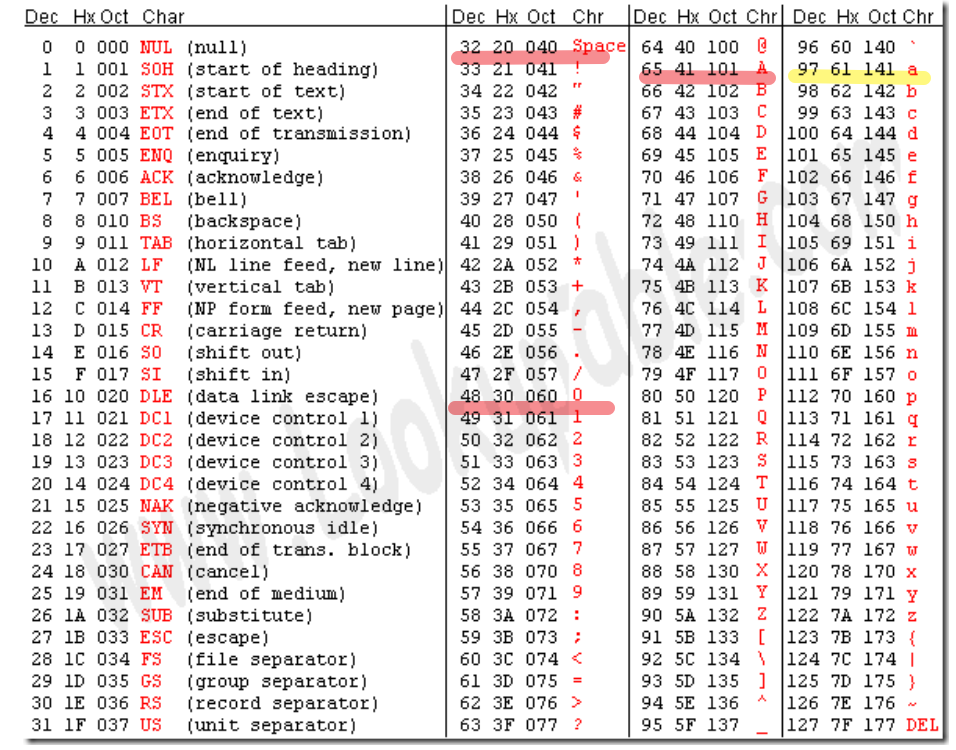 Dec Hx Oct Char Dec Hx Oct Chr Dec Hx Oct Chr Dec Hx Oct Chr
0 0 000 NUL (null) 32 20 040 Space 64 40 100 @ 96 60 140 `
1 1 001 SOH (start of heading) 33 21 041 ! 65 41 101 A 97 61 141 a
2 2 002 STX (start of text) 34 22 042 " 66 42 102 B 98 62 142 b
3 3 003 ETX (end of text) 35 23 043 # 67 43 103 C 99 63 143 c
4 4 004 EOT (end of transmission) 36 24 044 $ 68 44 104 D 100 64 144 d
5 5 005 ENQ (enquiry) 37 25 045 % 69 45 105 E 101 65 145 e
6 6 006 ACK (acknowledge) 38 26 046 & 70 46 106 F 102 66 146 f
7 7 007 BEL (bell) 39 27 047 ' 71 47 107 G 103 67 147 g
8 8 010 BS (backspace) 40 28 050 ( 72 48 110 H 104 68 150 h
9 9 011 TAB (horizontal tab) 41 29 051 ) 73 49 111 I 105 69 151 i
10 A 012 LF (NL line feed, new line) 42 2A 052 * 74 4A 112 J 106 6A 152 j
11 B 013 VT (vertical tab) 43 2B 053 + 75 4B 113 K 107 6B 153 k
12 C 014 FF (NP form feed, new page) 44 2C 054 , 76 4C 114 L 108 6C 154 l
13 D 015 CR (carriage return) 45 2D 055 - 77 4D 115 M 109 6D 155 m
14 E 016 SO (shift out) 46 2E 056 . 78 4E 116 N 110 6E 156 n
15 F 017 SI (shift in) 47 2F 057 / 79 4F 117 O 111 6F 157 o
16 10 020 DLE (data link escape) 48 30 060 0 80 50 120 P 112 70 160 p
17 11 021 DC1 (device control 1) 49 31 061 1 81 51 121 Q 113 71 161 q
18 12 022 DC2 (device control 2) 50 32 062 2 82 52 122 R 114 72 162 r
19 13 023 DC3 (device control 3) 51 33 063 3 83 53 123 S 115 73 163 s
20 14 024 DC4 (device control 4) 52 34 064 4 84 54 124 T 116 74 164 t
21 15 025 NAK (negative acknowledge) 53 35 065 5 85 55 125 U 117 75 165 u
22 16 026 SYN (synchronous idle) 54 36 066 6 86 56 126 V 118 76 166 v
23 17 027 ETB (end of trans. block) 55 37 067 7 87 57 127 W 119 77 167 w
24 18 030 CAN (cancel) 56 38 070 8 88 58 130 X 120 78 170 x
25 19 031 EM (end of medium) 57 39 071 9 89 59 131 Y 121 79 171 y
26 1A 033 SUB (substitute) 58 3A 072 : 90 5A 132 Z 122 7A 172 z
27 1B 033 ESC (escape) 59 3B 073 ; 91 5B 133 [ 123 7B 173 {
28 1C 034 FS (file separator) 60 3C 074 < 92 5C 134 \ 124 7C 174 |
29 1D 035 GS (group separator) 61 3D 075 = 93 5D 135 ] 125 7D 175 }
30 1E 036 RS (record separator) 62 3E 076 > 94 5E 136 ^ 126 7E 176 ~
31 1F 037 US (unit separator) 63 3F 077 ? 95 5F 137 _ 127 7F 177 DEL